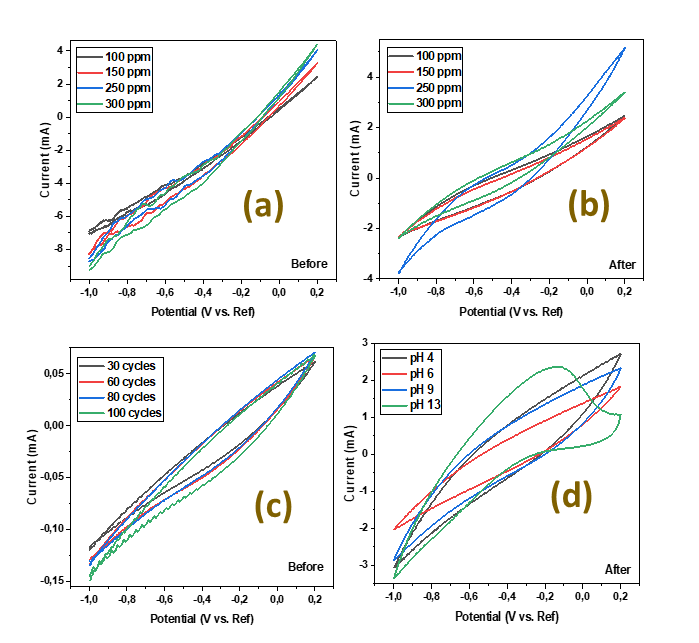 100 ppm
150 ppm
250 ppm
300 ppm
4
2
0
-2
-4
-6
-8
Current (mA)
(a)
Before
-1,0 -0,8 -0,6 -0,4 -0,2 0,0 0,2
Potential (V vs. Ref)
100 ppm
150 ppm
250 ppm
300 ppm
4
2
0
-2
-4
Current (mA)
(b)
After
-1,0 -0,8 -0,6 -0,4 -0,2 0,0 0,2
Potential (V vs. Ref)
30 cycles
60 cycles
80 cycles
100 cycles
0,05
0,00
-0,05
-0,10
-0,15
Current (mA)
(c)
Before
-1,0 -0,8 -0,6 -0,4 -0,2 0,0 0,2
Potential (V vs. Ref)
pH 4
pH 6
pH 9
pH 13
3
2
1
0
-1
-2
-3
Current (mA)
(d)
After
-1,0 -0,8 -0,6 -0,4 -0,2 0,0 0,2
Potential (V vs. Ref)